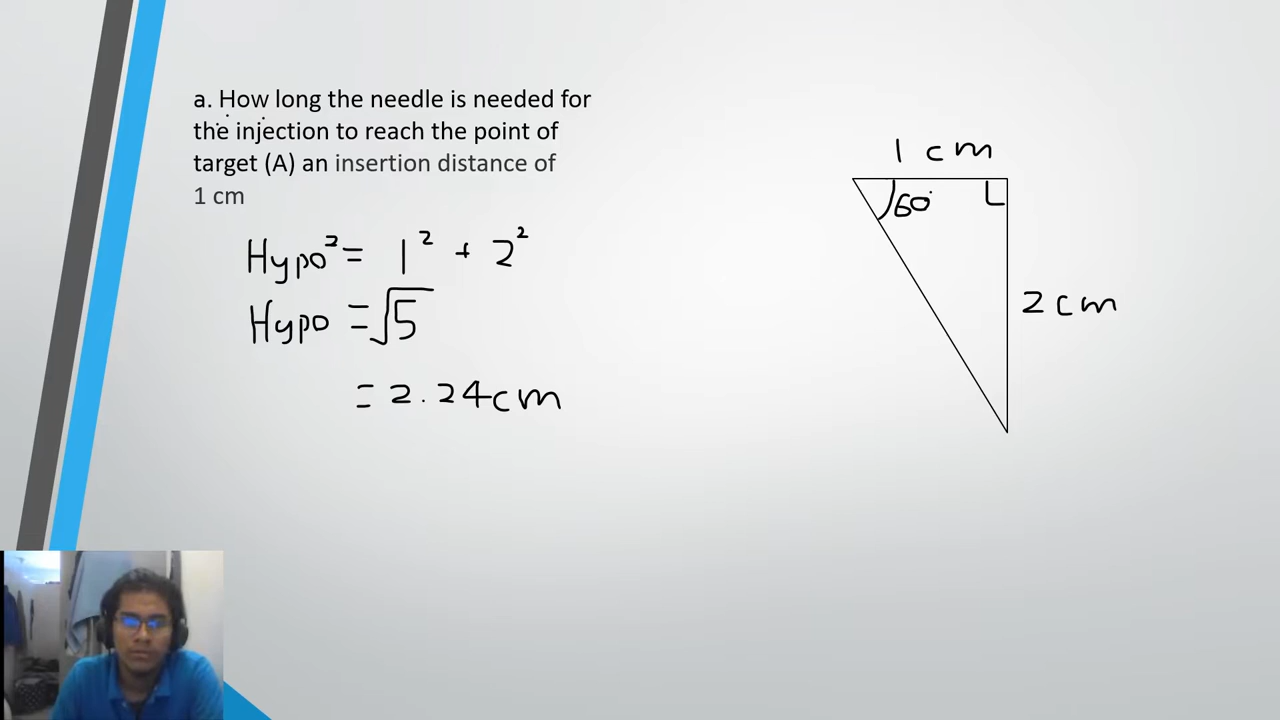 a. How long the needle is needed for
the injection to reach the point of
target (A) an insertion distance of
1 cm
Hypo² = 1² + 2²
Hypo = √5
= 2.24cm
1 cm
60°
2 cm